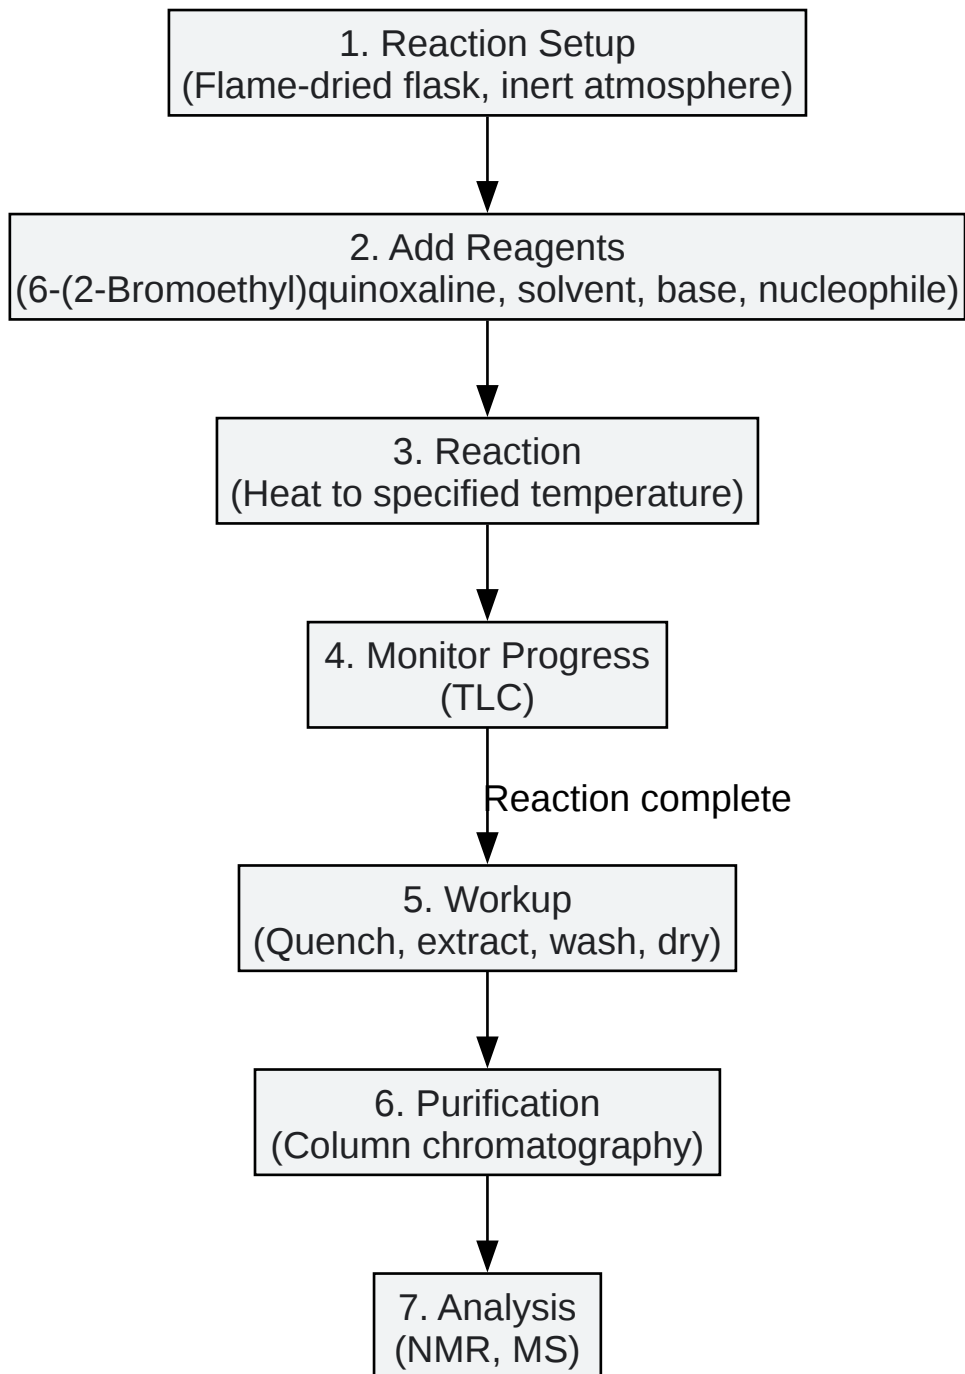 1. Reaction Setup
(Flame-dried flask, inert atmosphere)
2. Add Reagents
(6-(2-Bromoethyl)quinoxaline, solvent, base, nucleophile)
3. Reaction
(Heat to specified temperature)
4. Monitor Progress
(TLC)
Reaction complete
5. Workup
(Quench, extract, wash, dry)
6. Purification
(Column chromatography)
7. Analysis
(NMR, MS)